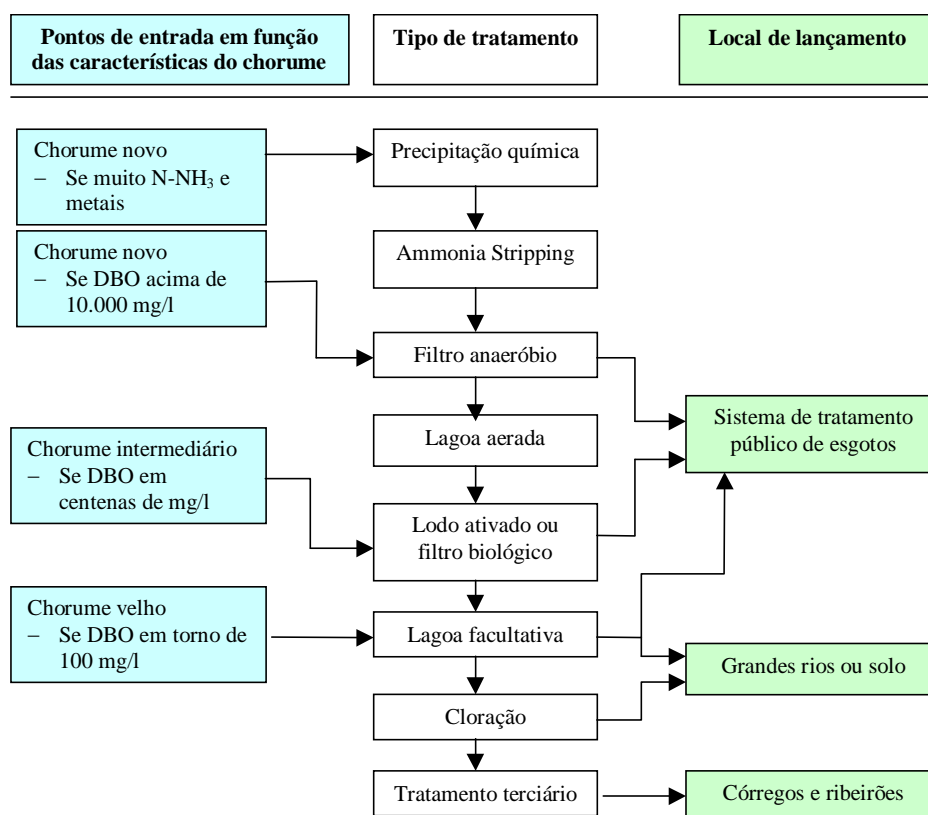 Pontos de entrada em função
das características do chorume
Tipo de tratamento
Local de lançamento
Chorume novo
– Se muito N-NH₃ e
metais
Precipitação química
Chorume novo
– Se DBO acima de
10.000 mg/l
Ammonia Stripping
Filtro anaeróbio
Lagoa aerada
Sistema de tratamento
público de esgotos
Chorume intermediário
– Se DBO em
centenas de mg/l
Lodo ativado ou
filtro biológico
Chorume velho
– Se DBO em torno de
100 mg/l
Lagoa facultativa
Grandes rios ou solo
Cloração
Tratamento terciário
Córregos e ribeirões